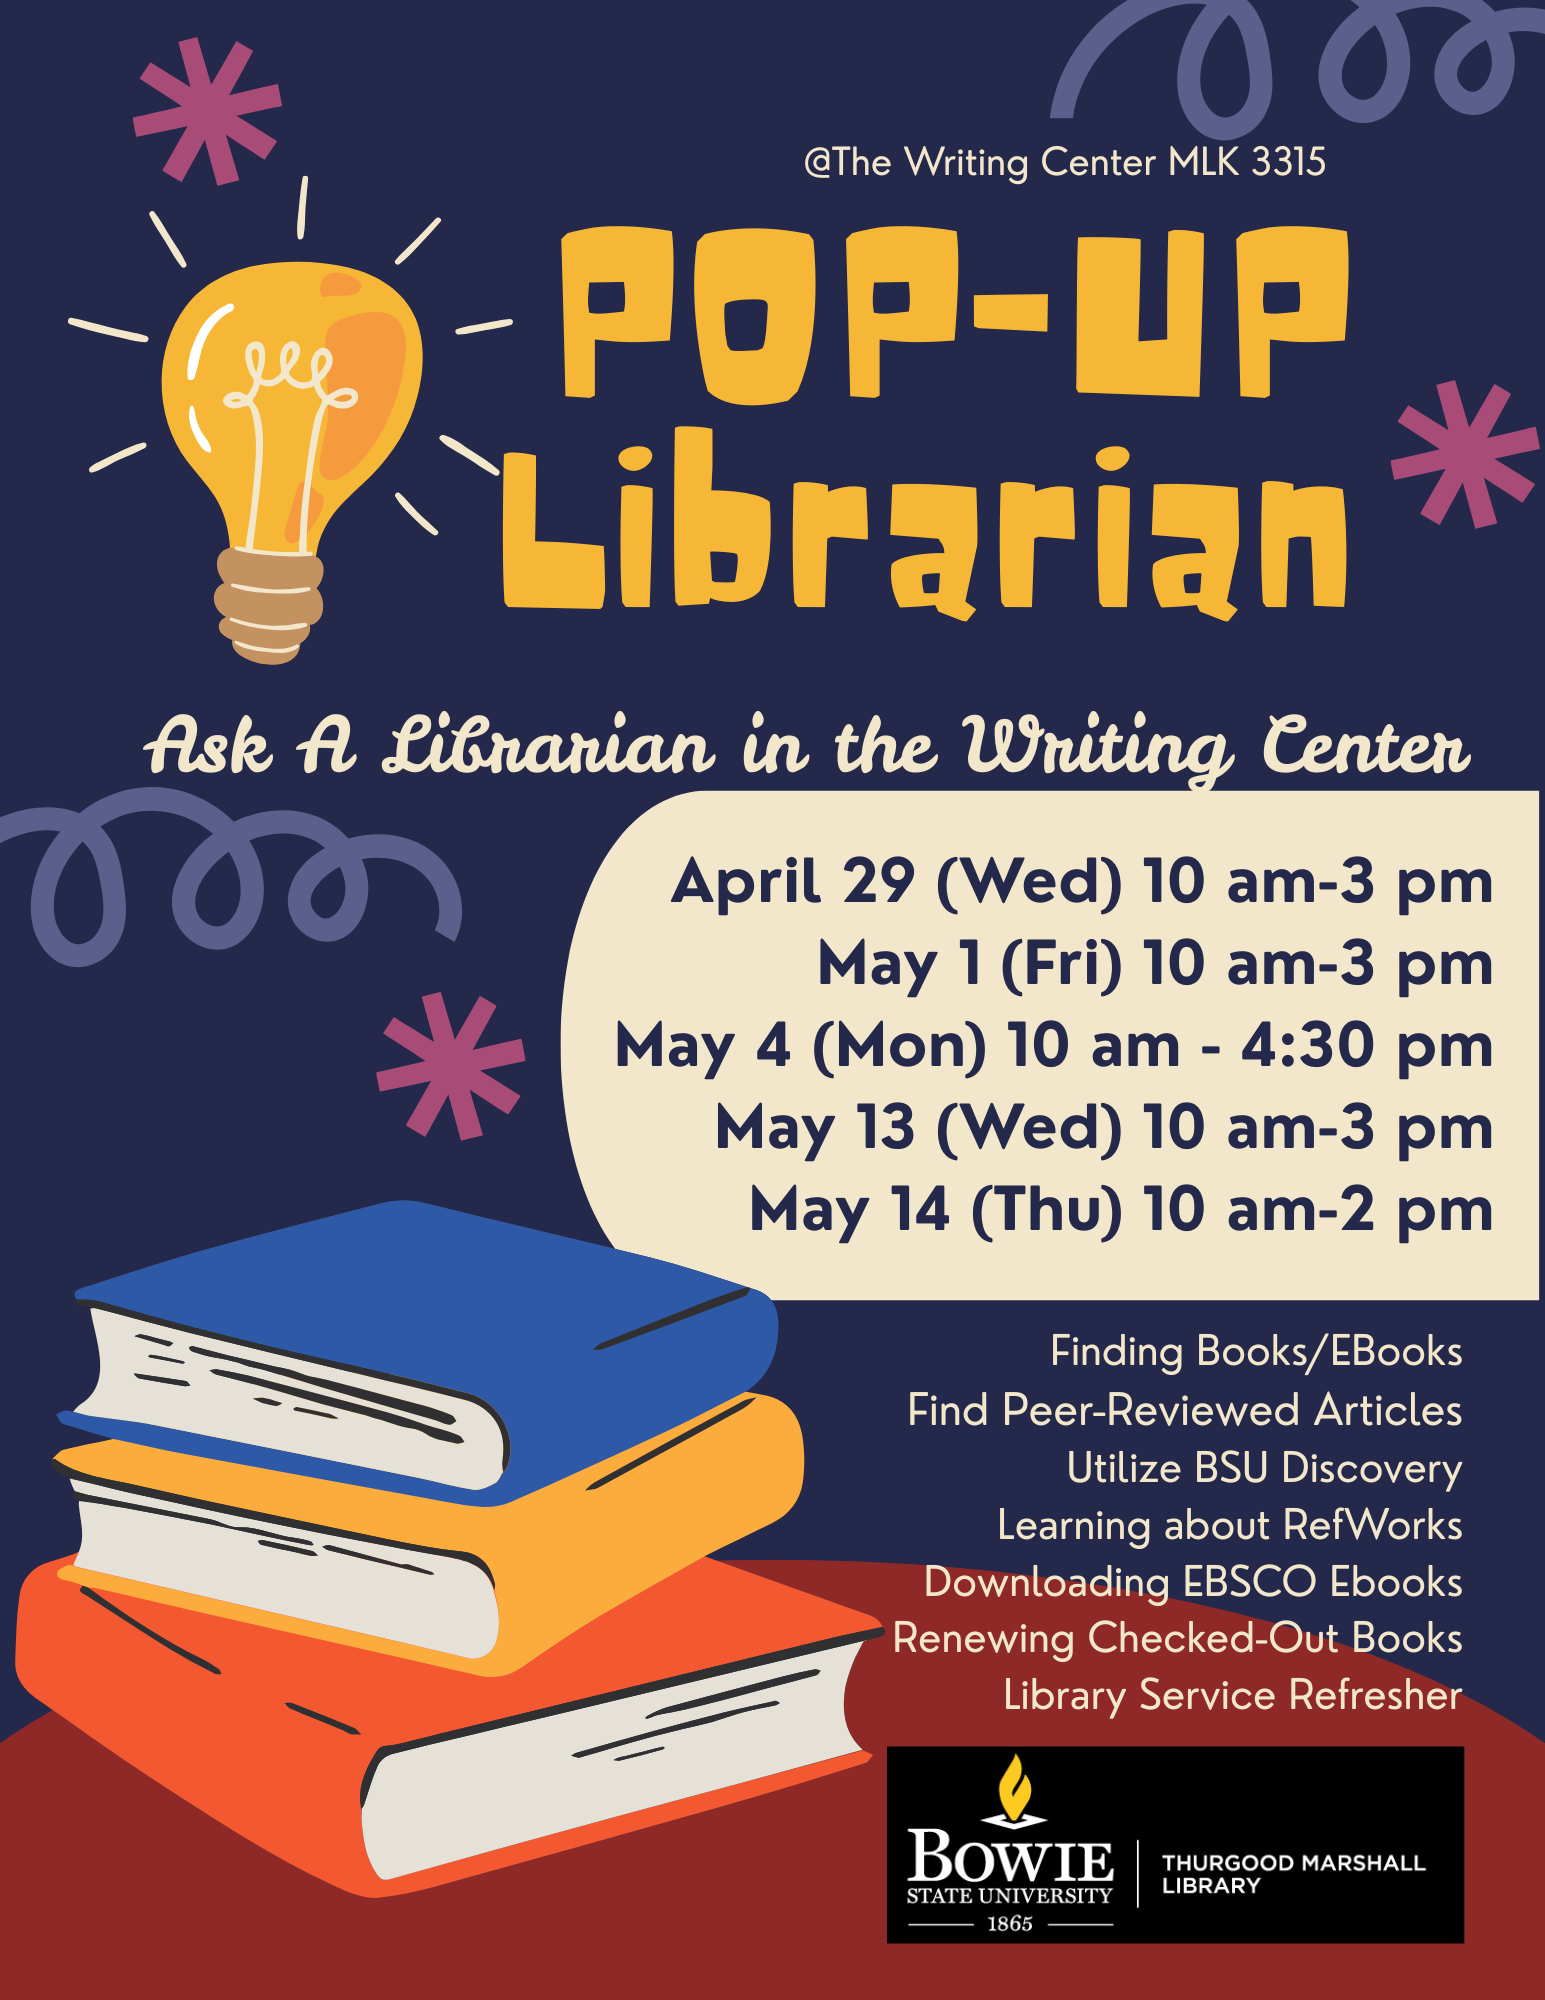 @The Writing Center MLK 3315
POP-UP
Librarian
Ask A Librarian in the Writing Center
April 29 (Wed) 10 am-3 pm
May 1 (Fri) 10 am-3 pm
May 4 (Mon) 10 am - 4:30 pm
May 13 (Wed) 10 am-3 pm
May 14 (Thu) 10 am-2 pm
Finding Books/EBooks
Find Peer-Reviewed Articles
Utilize BSU Discovery
Learning about RefWorks
Downloading EBSCO Ebooks
Renewing Checked-Out Books
Library Service Refresher
BOWIE
STATE UNIVERSITY
1865
THURGOOD MARSHALL
LIBRARY